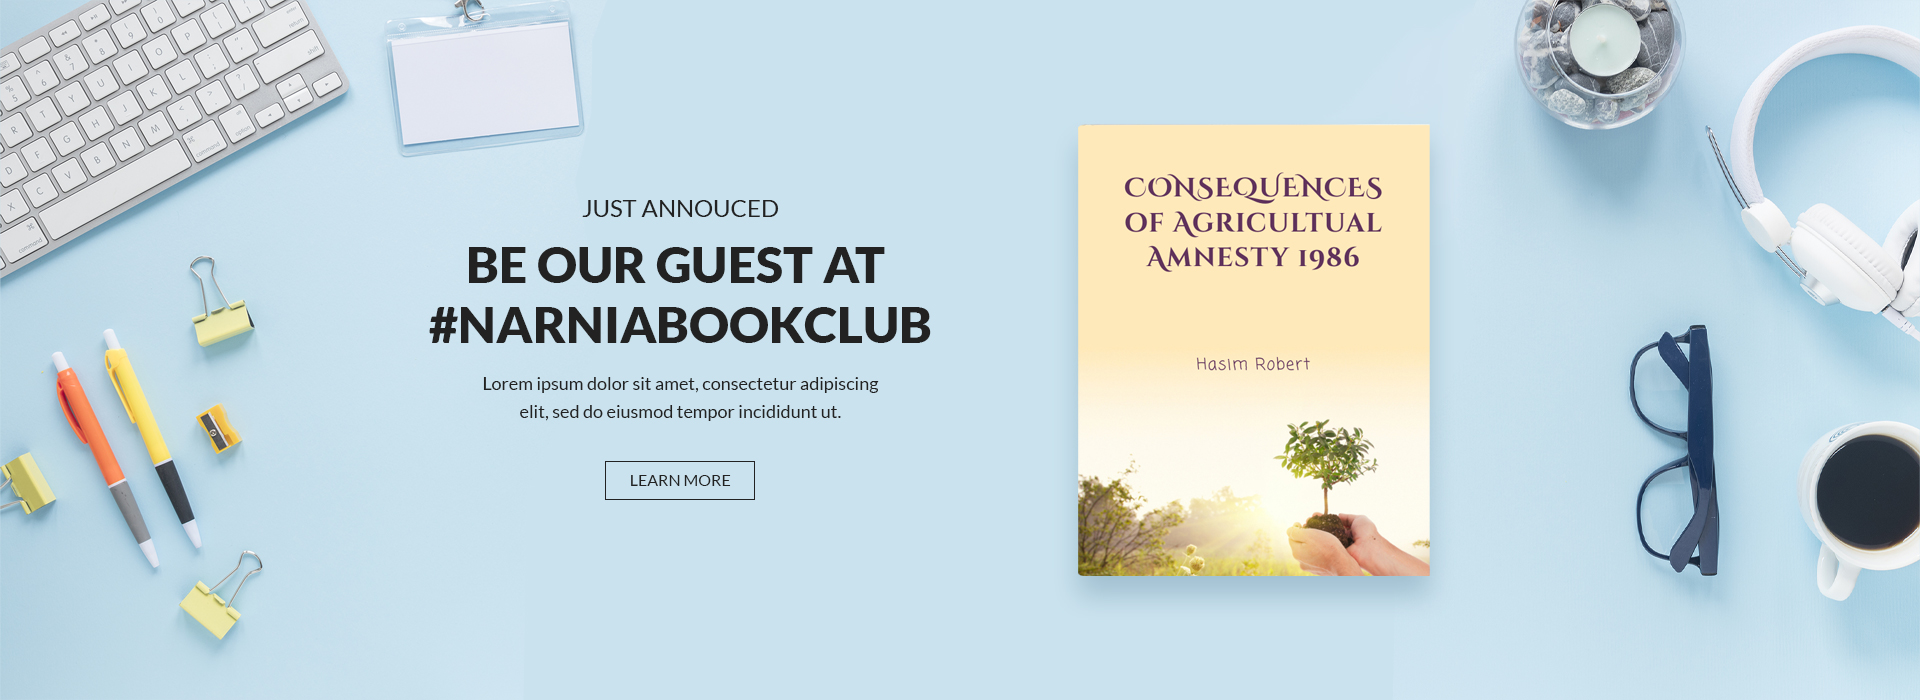 JUST ANNOUCED
BE OUR GUEST AT
#NARNIABOOKCLUB
Lorem ipsum dolor sit amet, consectetur adipiscing
elit, sed do eiusmod tempor incididunt ut.
LEARN MORE
CONSEQUENCES
OF AGRICULTUAL
AMNESTY 1986
Hasim Robert